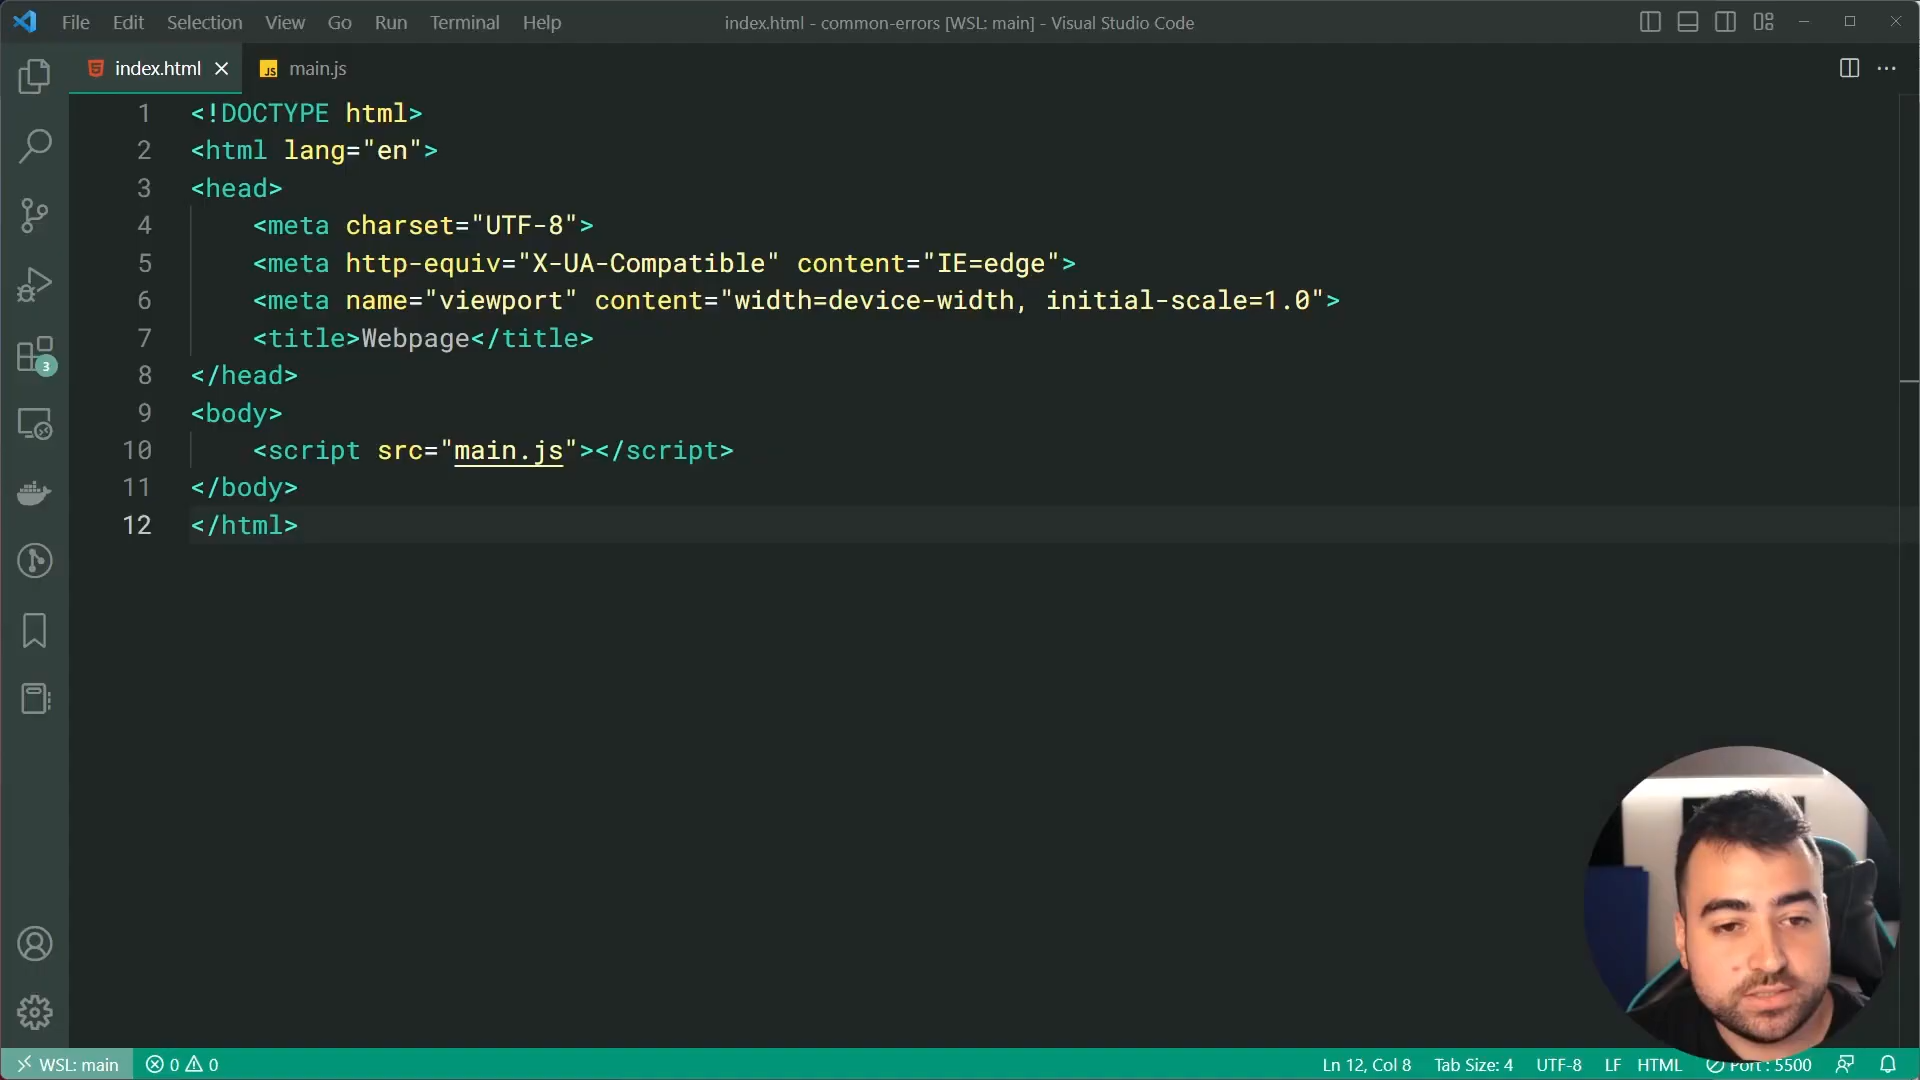 File Edit Selection View Go Run Terminal Help index.html - common-errors [WSL: main] - Visual Studio Code
index.html JS main.js
1 <!DOCTYPE html>
2 <html lang="en">
3 <head>
4 <meta charset="UTF-8">
5 <meta http-equiv="X-UA-Compatible" content="IE=edge">
6 <meta name="viewport" content="width=device-width, initial-scale=1.0">
7 <title>Webpage</title>
8 </head>
9 <body>
10 <script src="main.js"></script>
11 </body>
12 </html>
3
WSL: main 0 0 Ln 12, Col 8 Tab Size: 4 UTF-8 LF HTML Port : 5500